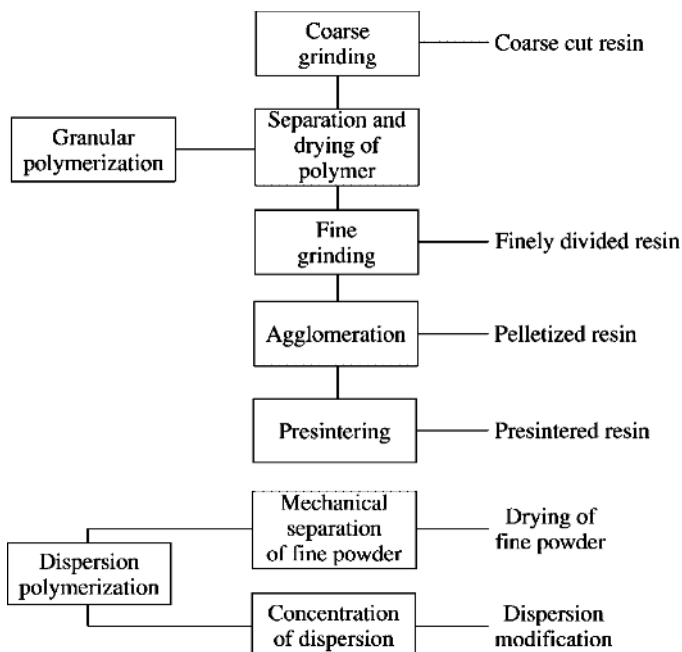 Coarse
grinding
Coarse cut resin
Granular
polymerization
Separation and
drying of
polymer
Fine
grinding
Finely divided resin
Agglomeration
Pelletized resin
Presintering
Presintered resin
Dispersion
polymerization
Mechanical
separation
of fine powder
Drying of
fine powder
Concentration
of dispersion
Dispersion
modification